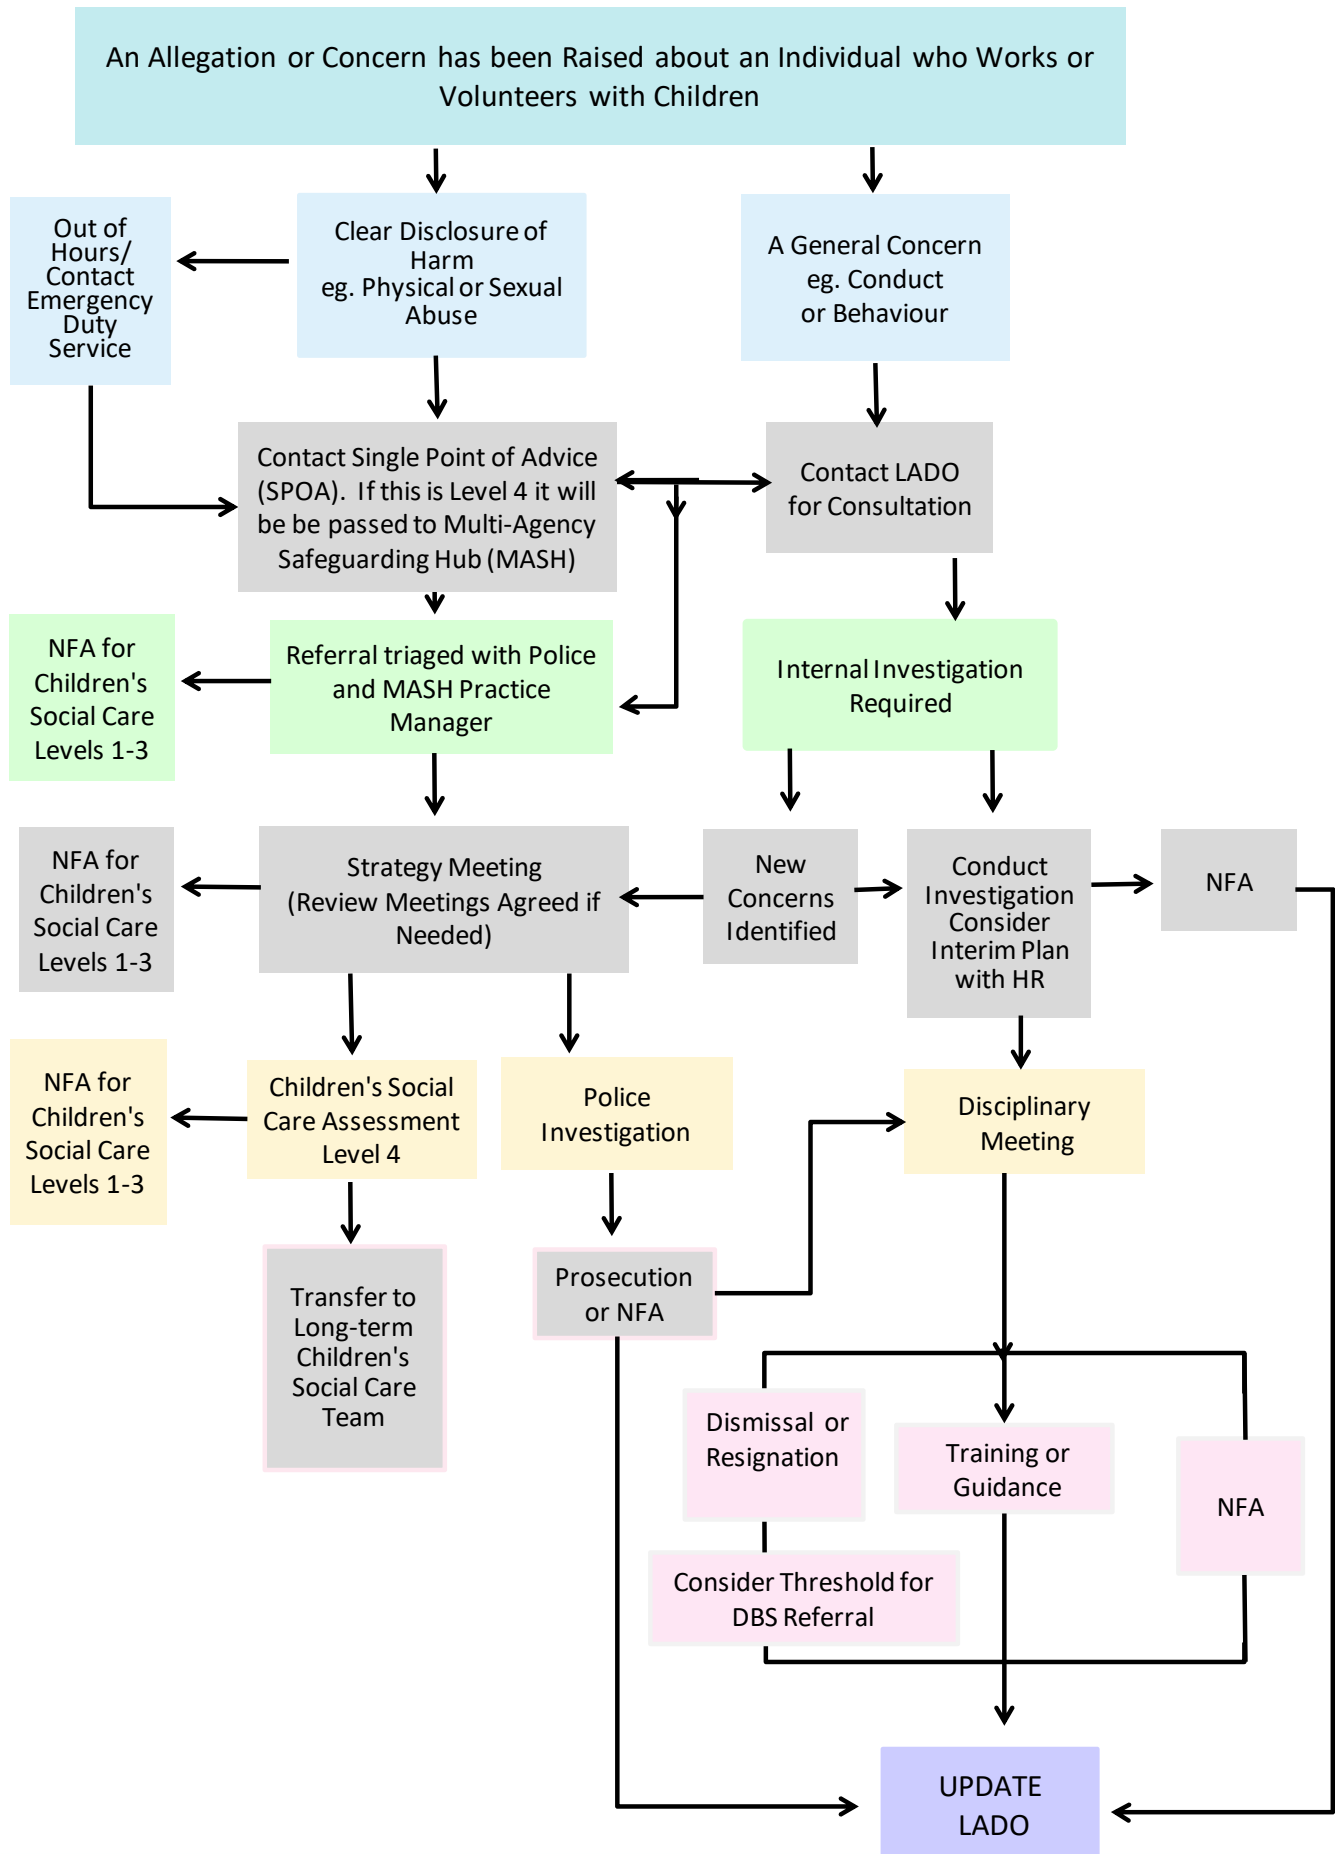 An Allegation or Concern has been Raised about an Individual who Works or
Volunteers with Children
Out of
Hours/
Contact
Emergency
Duty
Service
Clear Disclosure of
Harm
eg. Physical or Sexual
Abuse
A General Concern
eg. Conduct
or Behaviour
Contact Single Point of Advice
(SPOA). If this is Level 4 it will
be be passed to Multi-Agency
Safeguarding Hub (MASH)
Contact LADO
for Consultation
NFA for
Children's
Social Care
Levels 1-3
Referral triaged with Police
and MASH Practice
Manager
Internal Investigation
Required
NFA for
Children's
Social Care
Levels 1-3
Strategy Meeting
(Review Meetings Agreed if
Needed)
New
Concerns
Identified
Conduct
Investigation
Consider
Interim Plan
with HR
NFA
NFA for
Children's
Social Care
Levels 1-3
Children's Social
Care Assessment
Level 4
Police
Investigation
Disciplinary
Meeting
Transfer to
Long-term
Children's
Social Care
Team
Prosecution
or NFA
Dismissal or
Resignation
Training or
Guidance
NFA
Consider Threshold for
DBS Referral
UPDATE
LADO